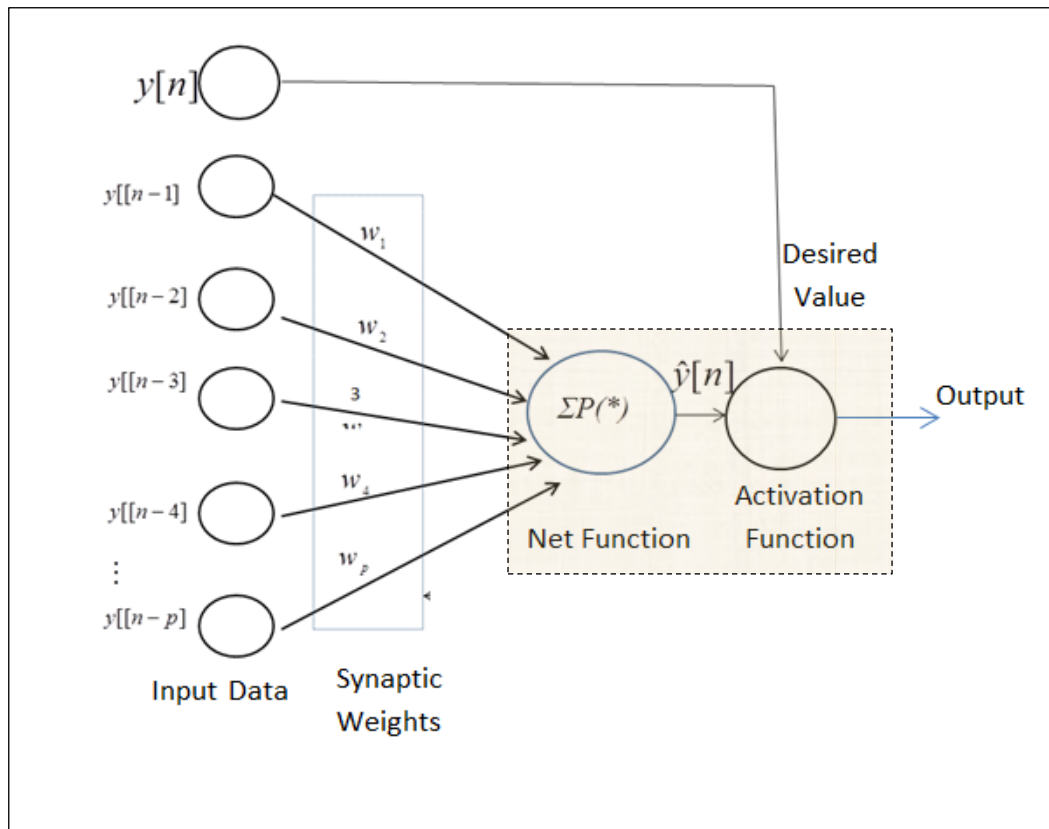 y[n]
y[[n−1]
w₁
y[[n−2]
w₂
y[[n−3]
3
y[[n−4]
w₄
⋮
y[[n−p]
wₚ
Input Data
Synaptic
Weights
ΣP(*)
ŷ[n]
Net Function
Desired
Value
Activation
Function
Output